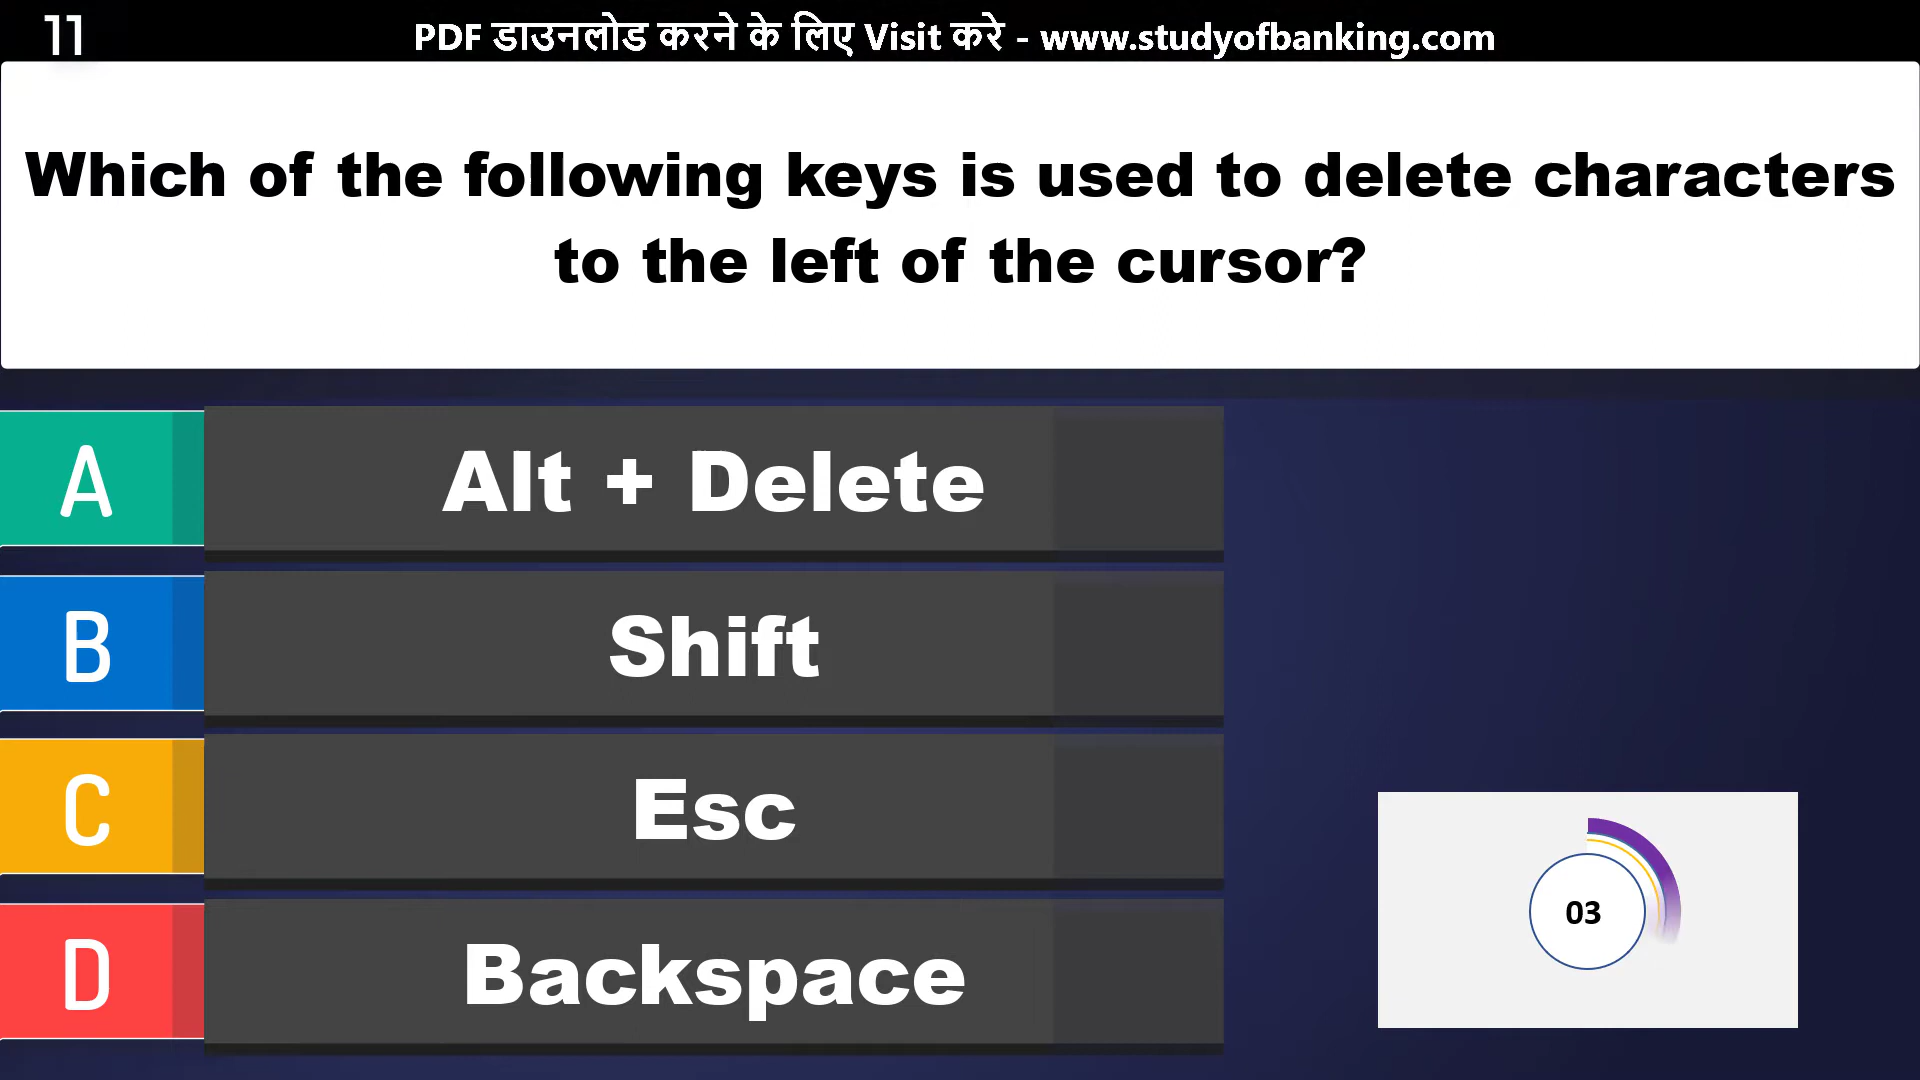 11
PDF डाउनलोड करने के लिए Visit करे - www.studyofbanking.com
Which of the following keys is used to delete characters
to the left of the cursor?
A
Alt + Delete
B
Shift
C
Esc
D
Backspace
03